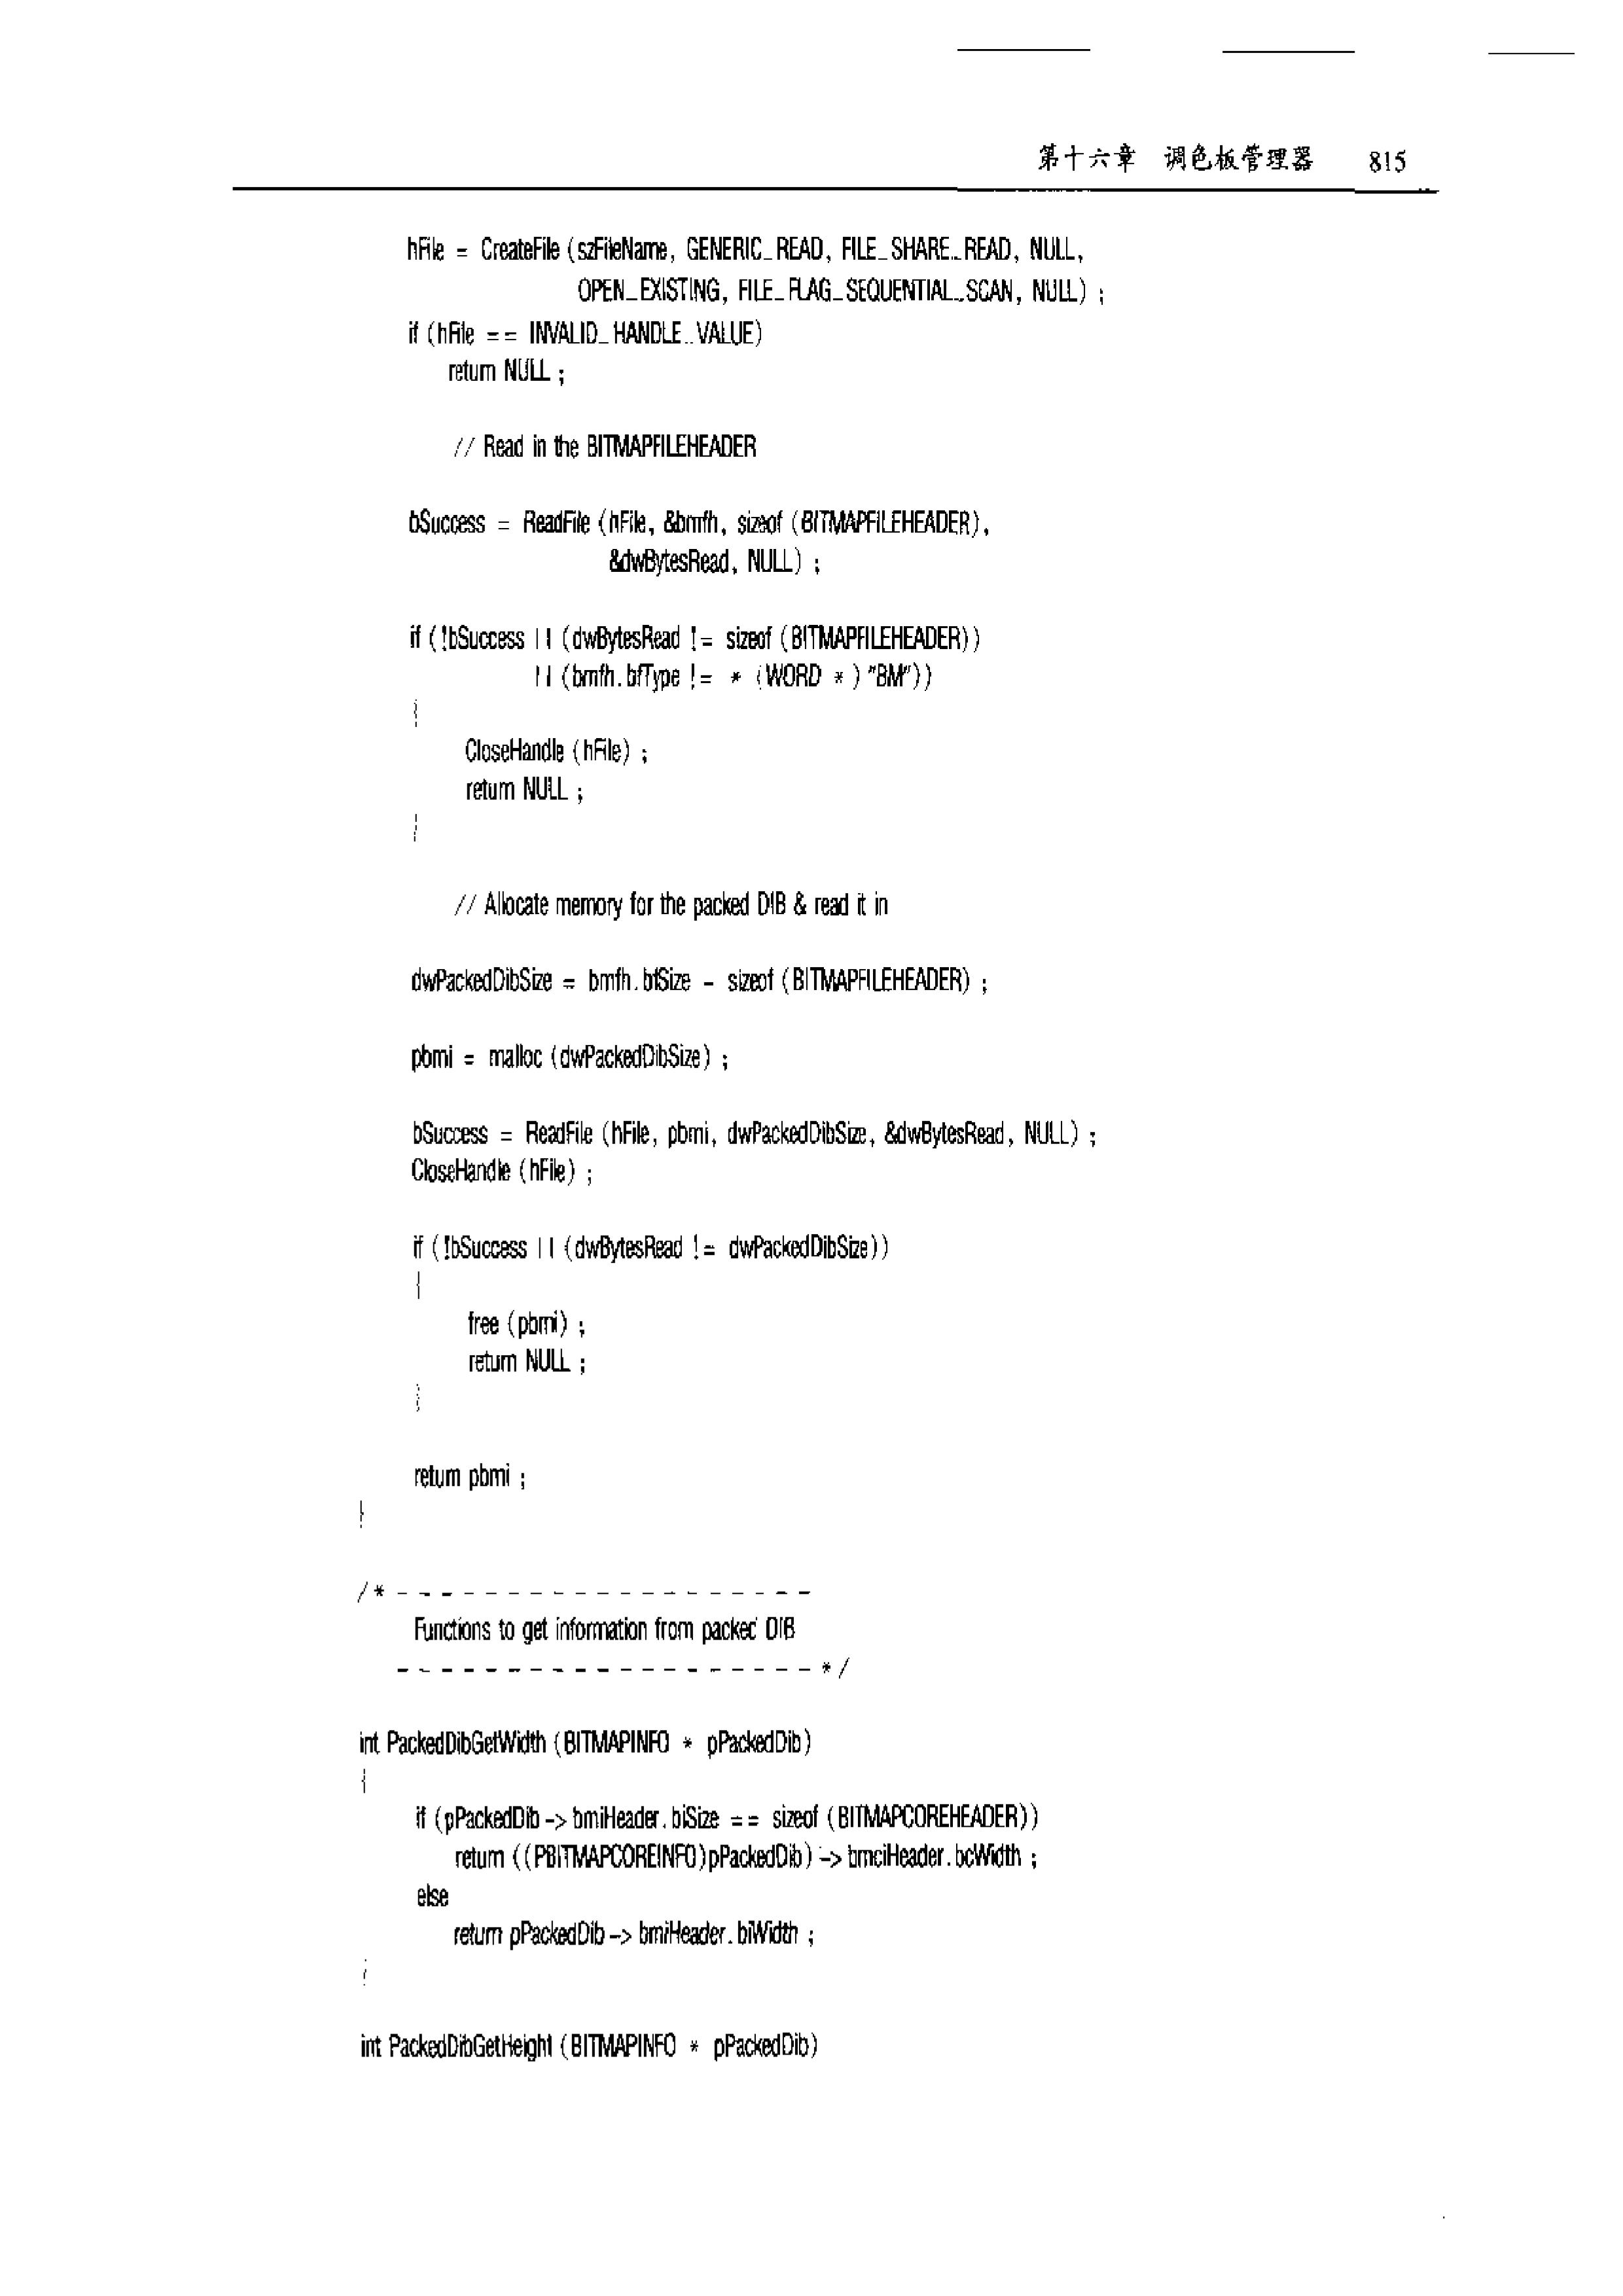 第十六章 调色板管理器 815
hFile = CreateFile (szFileName, GENERIC_READ, FILE_SHARE_READ, NULL,
OPEN_EXISTING, FILE_FLAG_SEQUENTIAL_SCAN, NULL) ;
if (hFile == INVALID_HANDLE_VALUE)
return NULL ;
// Read in the BITMAPFILEHEADER
bSuccess = ReadFile (hFile, &bmfh, sizeof (BITMAPFILEHEADER),
&dwBytesRead, NULL) ;
if (!bSuccess || (dwBytesRead != sizeof (BITMAPFILEHEADER))
|| (bmfh.bfType != * (WORD *) "BM"))
{
CloseHandle (hFile) ;
return NULL ;
}
// Allocate memory for the packed DIB & read it in
dwPackedDibSize = bmfh.bfSize - sizeof (BITMAPFILEHEADER) ;
pbmi = malloc (dwPackedDibSize) ;
bSuccess = ReadFile (hFile, pbmi, dwPackedDibSize, &dwBytesRead, NULL) ;
CloseHandle (hFile) ;
if (!bSuccess || (dwBytesRead != dwPackedDibSize))
{
free (pbmi) ;
return NULL ;
}
return pbmi ;
}
/* - - - - - - - - - - - - - - - - - - -
Functions to get information from packed DIB
- - - - - - - - - - - - - - - - - - - */
int PackedDibGetWidth (BITMAPINFO * pPackedDib)
{
if (pPackedDib -> bmiHeader.biSize == sizeof (BITMAPCOREHEADER))
return ((PBITMAPCOREINFO)pPackedDib) -> bmciHeader.bcWidth ;
else
return pPackedDib -> bmiHeader.biWidth ;
}
int PackedDibGetHeight (BITMAPINFO * pPackedDib)